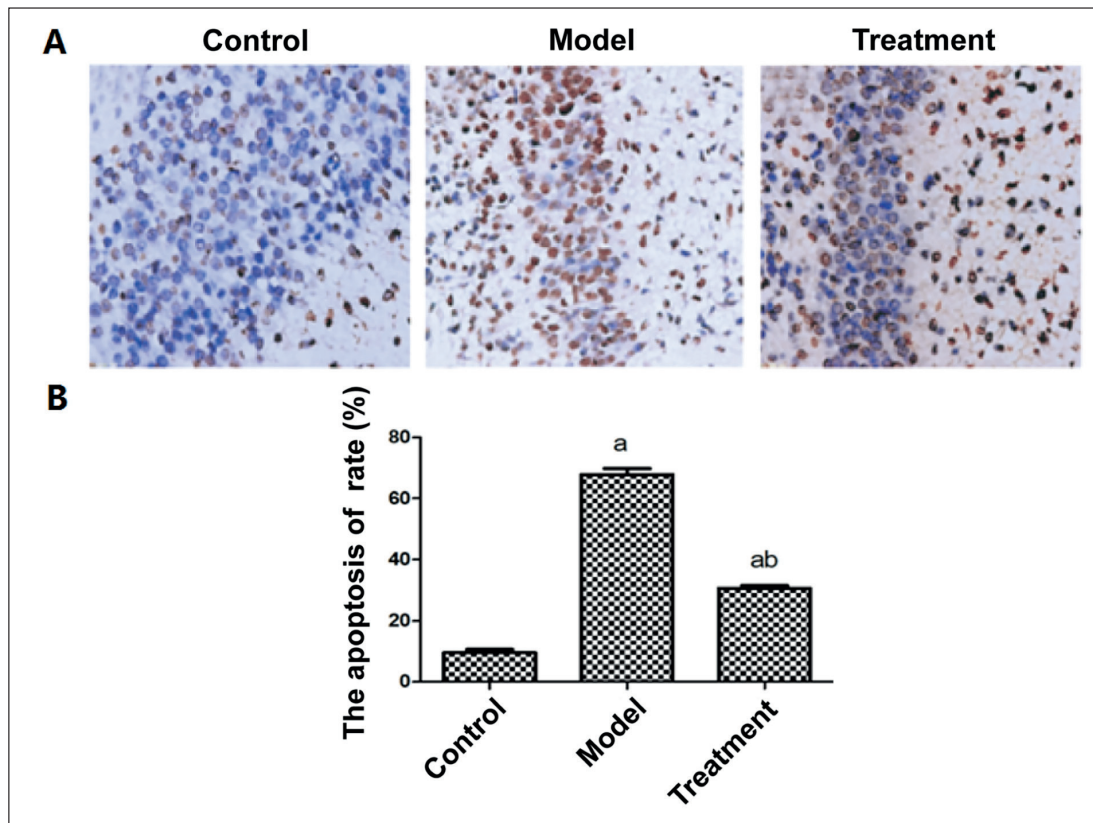 A
Control
Model
Treatment
B
The apoptosis of rate (%)
80
60
40
20
0
a
ab
Control
Model
Treatment